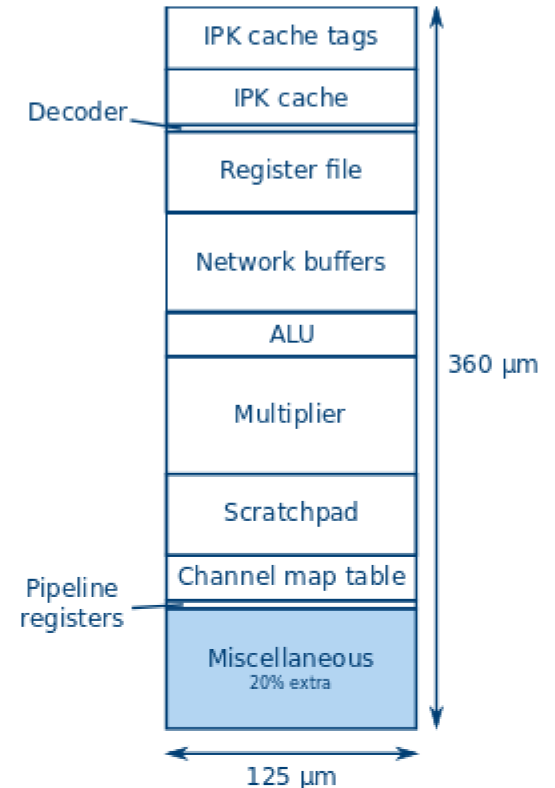 IPK cache tags
IPK cache
Decoder
Register file
Network buffers
ALU
360 μm
Multiplier
Scratchpad
Channel map table
Pipeline
registers
Miscellaneous
20% extra
125 μm